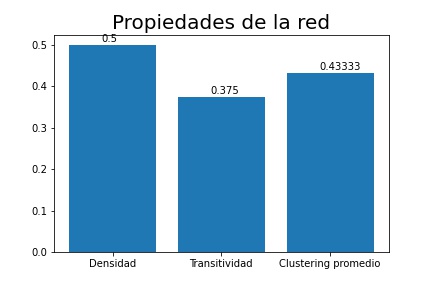 Propiedades de la red
0.5
0.4
0.3
0.2
0.1
0.0
0.5
0.375
0.43333
Densidad
Transitividad
Clustering promedio